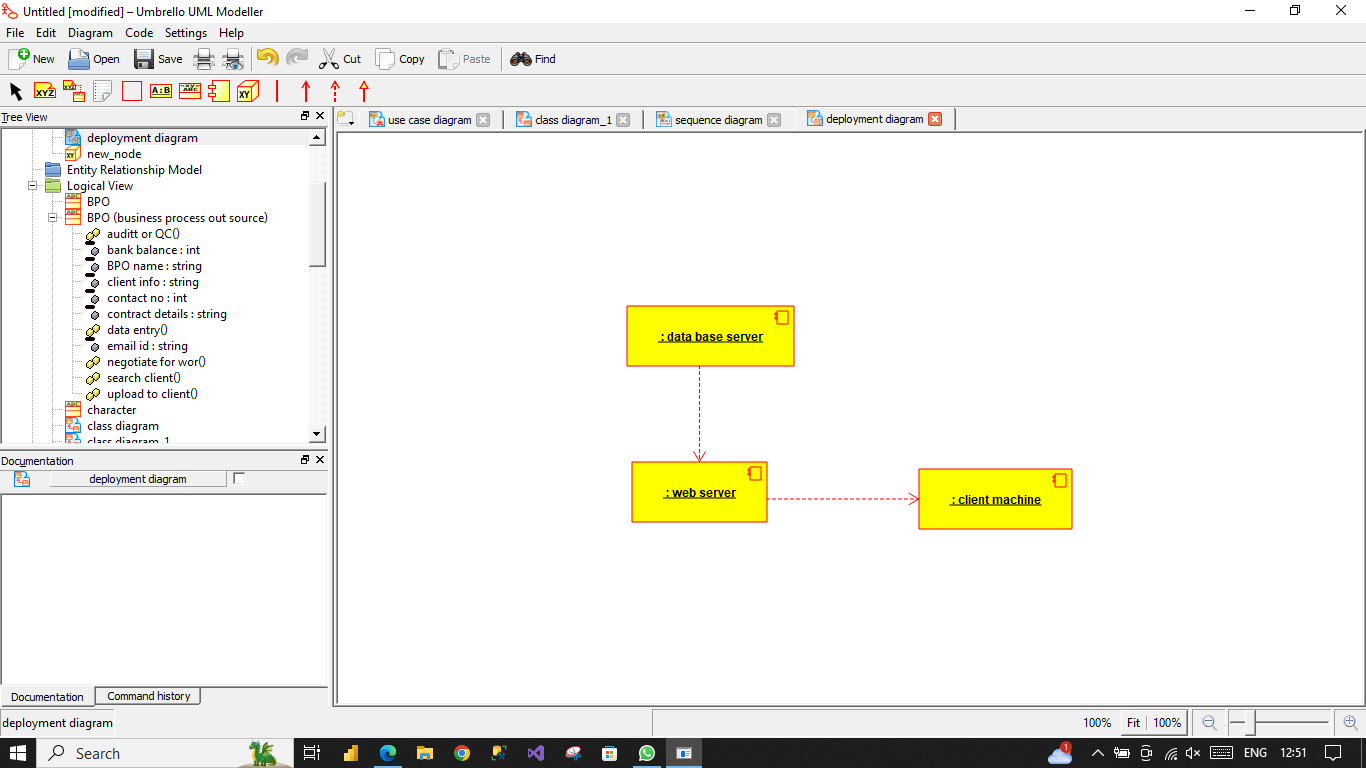 Untitled [modified] – Umbrello UML Modeller
File Edit Diagram Code Settings Help
New Open Save Cut Copy Paste Find
XYZ XYZ A:B ABC XY
Tree View
use case diagram class diagram_1 sequence diagram deployment diagram
deployment diagram
new_node
Entity Relationship Model
Logical View
BPO
BPO (business process out source)
auditt or QC()
bank balance : int
BPO name : string
client info : string
contact no : int
contract details : string
data entry()
email id : string
negotiate for wor()
search client()
upload to client()
character
class diagram
class diagram_1
: data base server
: web server
: client machine
Documentation
deployment diagram
Documentation Command history
deployment diagram
100% Fit 100%
Search
1
ENG 12:51